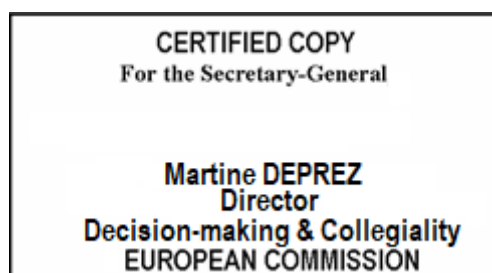 CERTIFIED COPY
For the Secretary-General
Martine DEPREZ
Director
Decision-making & Collegiality
EUROPEAN COMMISSION